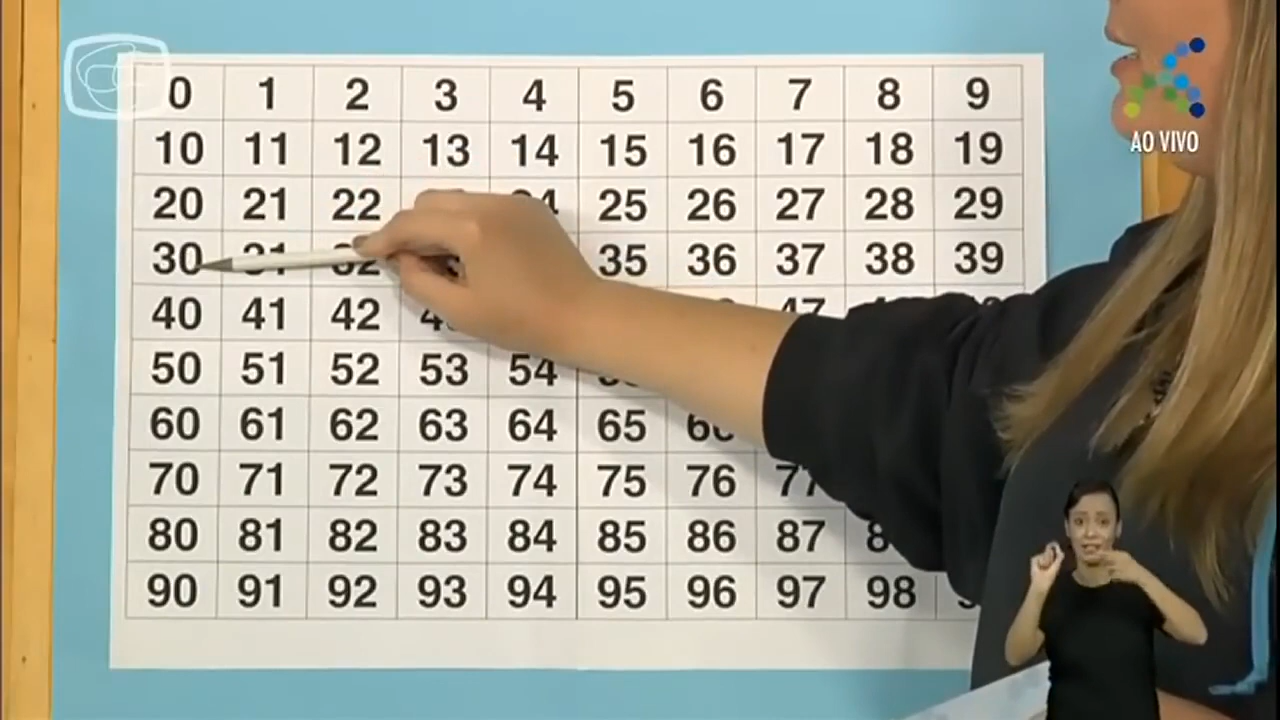 0 1 2 3 4 5 6 7 8 9
AO VIVO
10 11 12 13 14 15 16 17 18 19
20 21 22 25 26 27 28 29
30 35 36 37 38 39
40 41 42 47
50 51 52 53 54
60 61 62 63 64 65
70 71 72 73 74 75 76 77
80 81 82 83 84 85 86 87
90 91 92 93 94 95 96 97 98